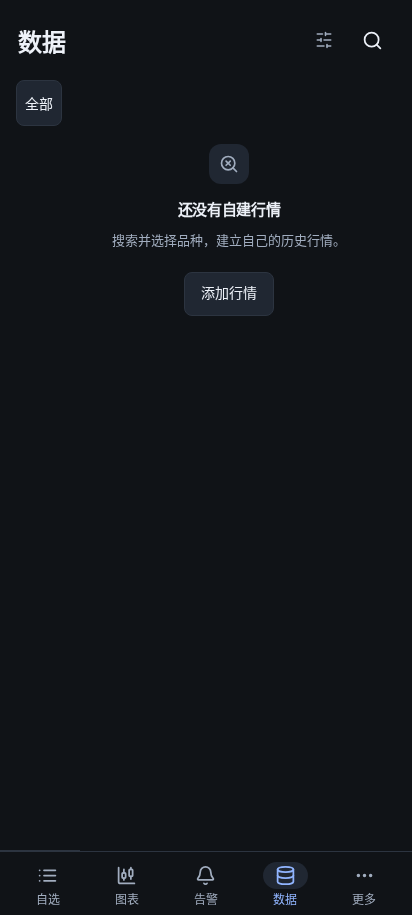 数据
全部
还没有自建行情
搜索并选择品种，建立自己的历史行情。
添加行情
自选
图表
告警
数据
更多